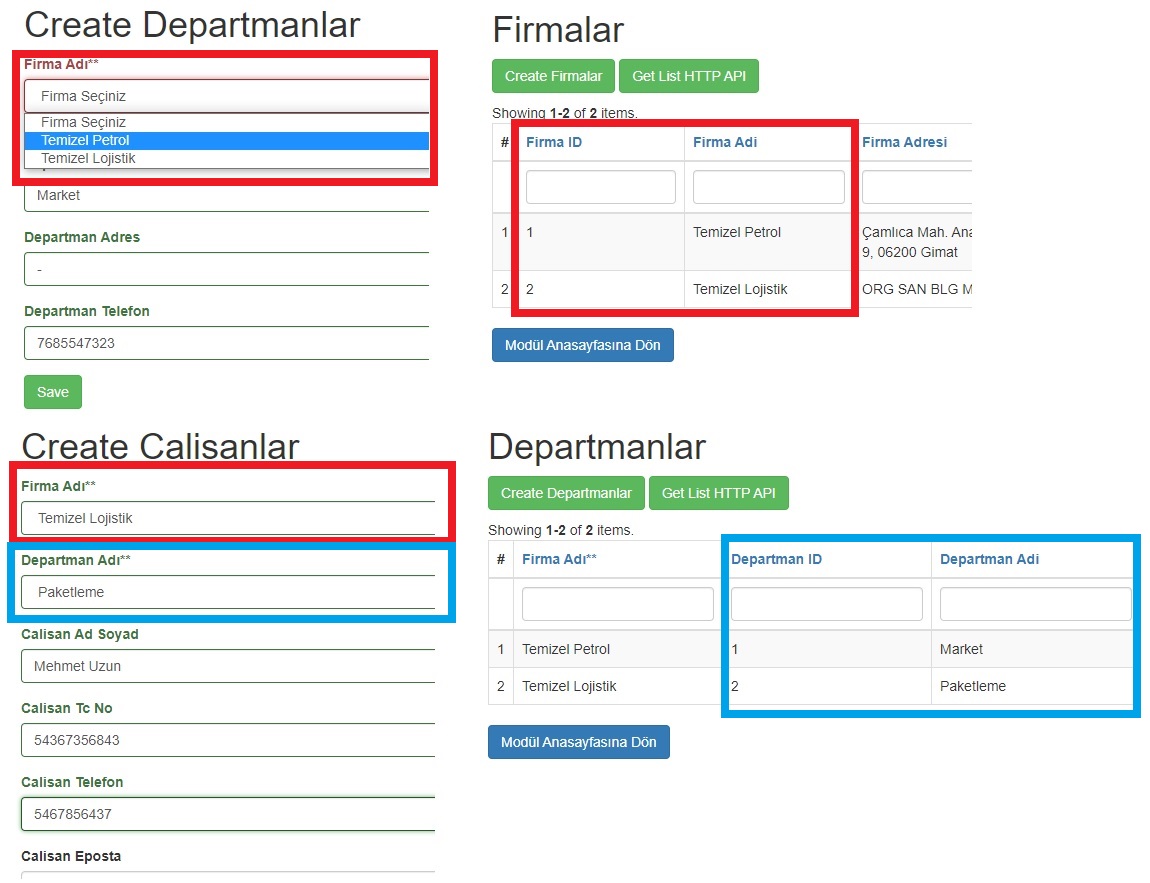 Create Departmanlar
Firma Adı**
Firma Seçiniz
Firma Seçiniz
Temizel Petrol
Temizel Lojistik
Market
Departman Adres
-
Departman Telefon
7685547323
Save
Firmalar
Create Firmalar Get List HTTP API
Showing 1-2 of 2 items.
# Firma ID Firma Adi Firma Adresi
1 1 Temizel Petrol Çamlıca Mah. Ana
9, 06200 Gimat
2 2 Temizel Lojistik ORG SAN BLG M
Modül Anasayfasına Dön
Create Calisanlar
Firma Adı**
Temizel Lojistik
Departman Adı**
Paketleme
Calisan Ad Soyad
Mehmet Uzun
Calisan Tc No
54367356843
Calisan Telefon
5467856437
Calisan Eposta
Departmanlar
Create Departmanlar Get List HTTP API
Showing 1-2 of 2 items.
# Firma Adı** Departman ID Departman Adi
1 Temizel Petrol 1 Market
2 Temizel Lojistik 2 Paketleme
Modül Anasayfasına Dön